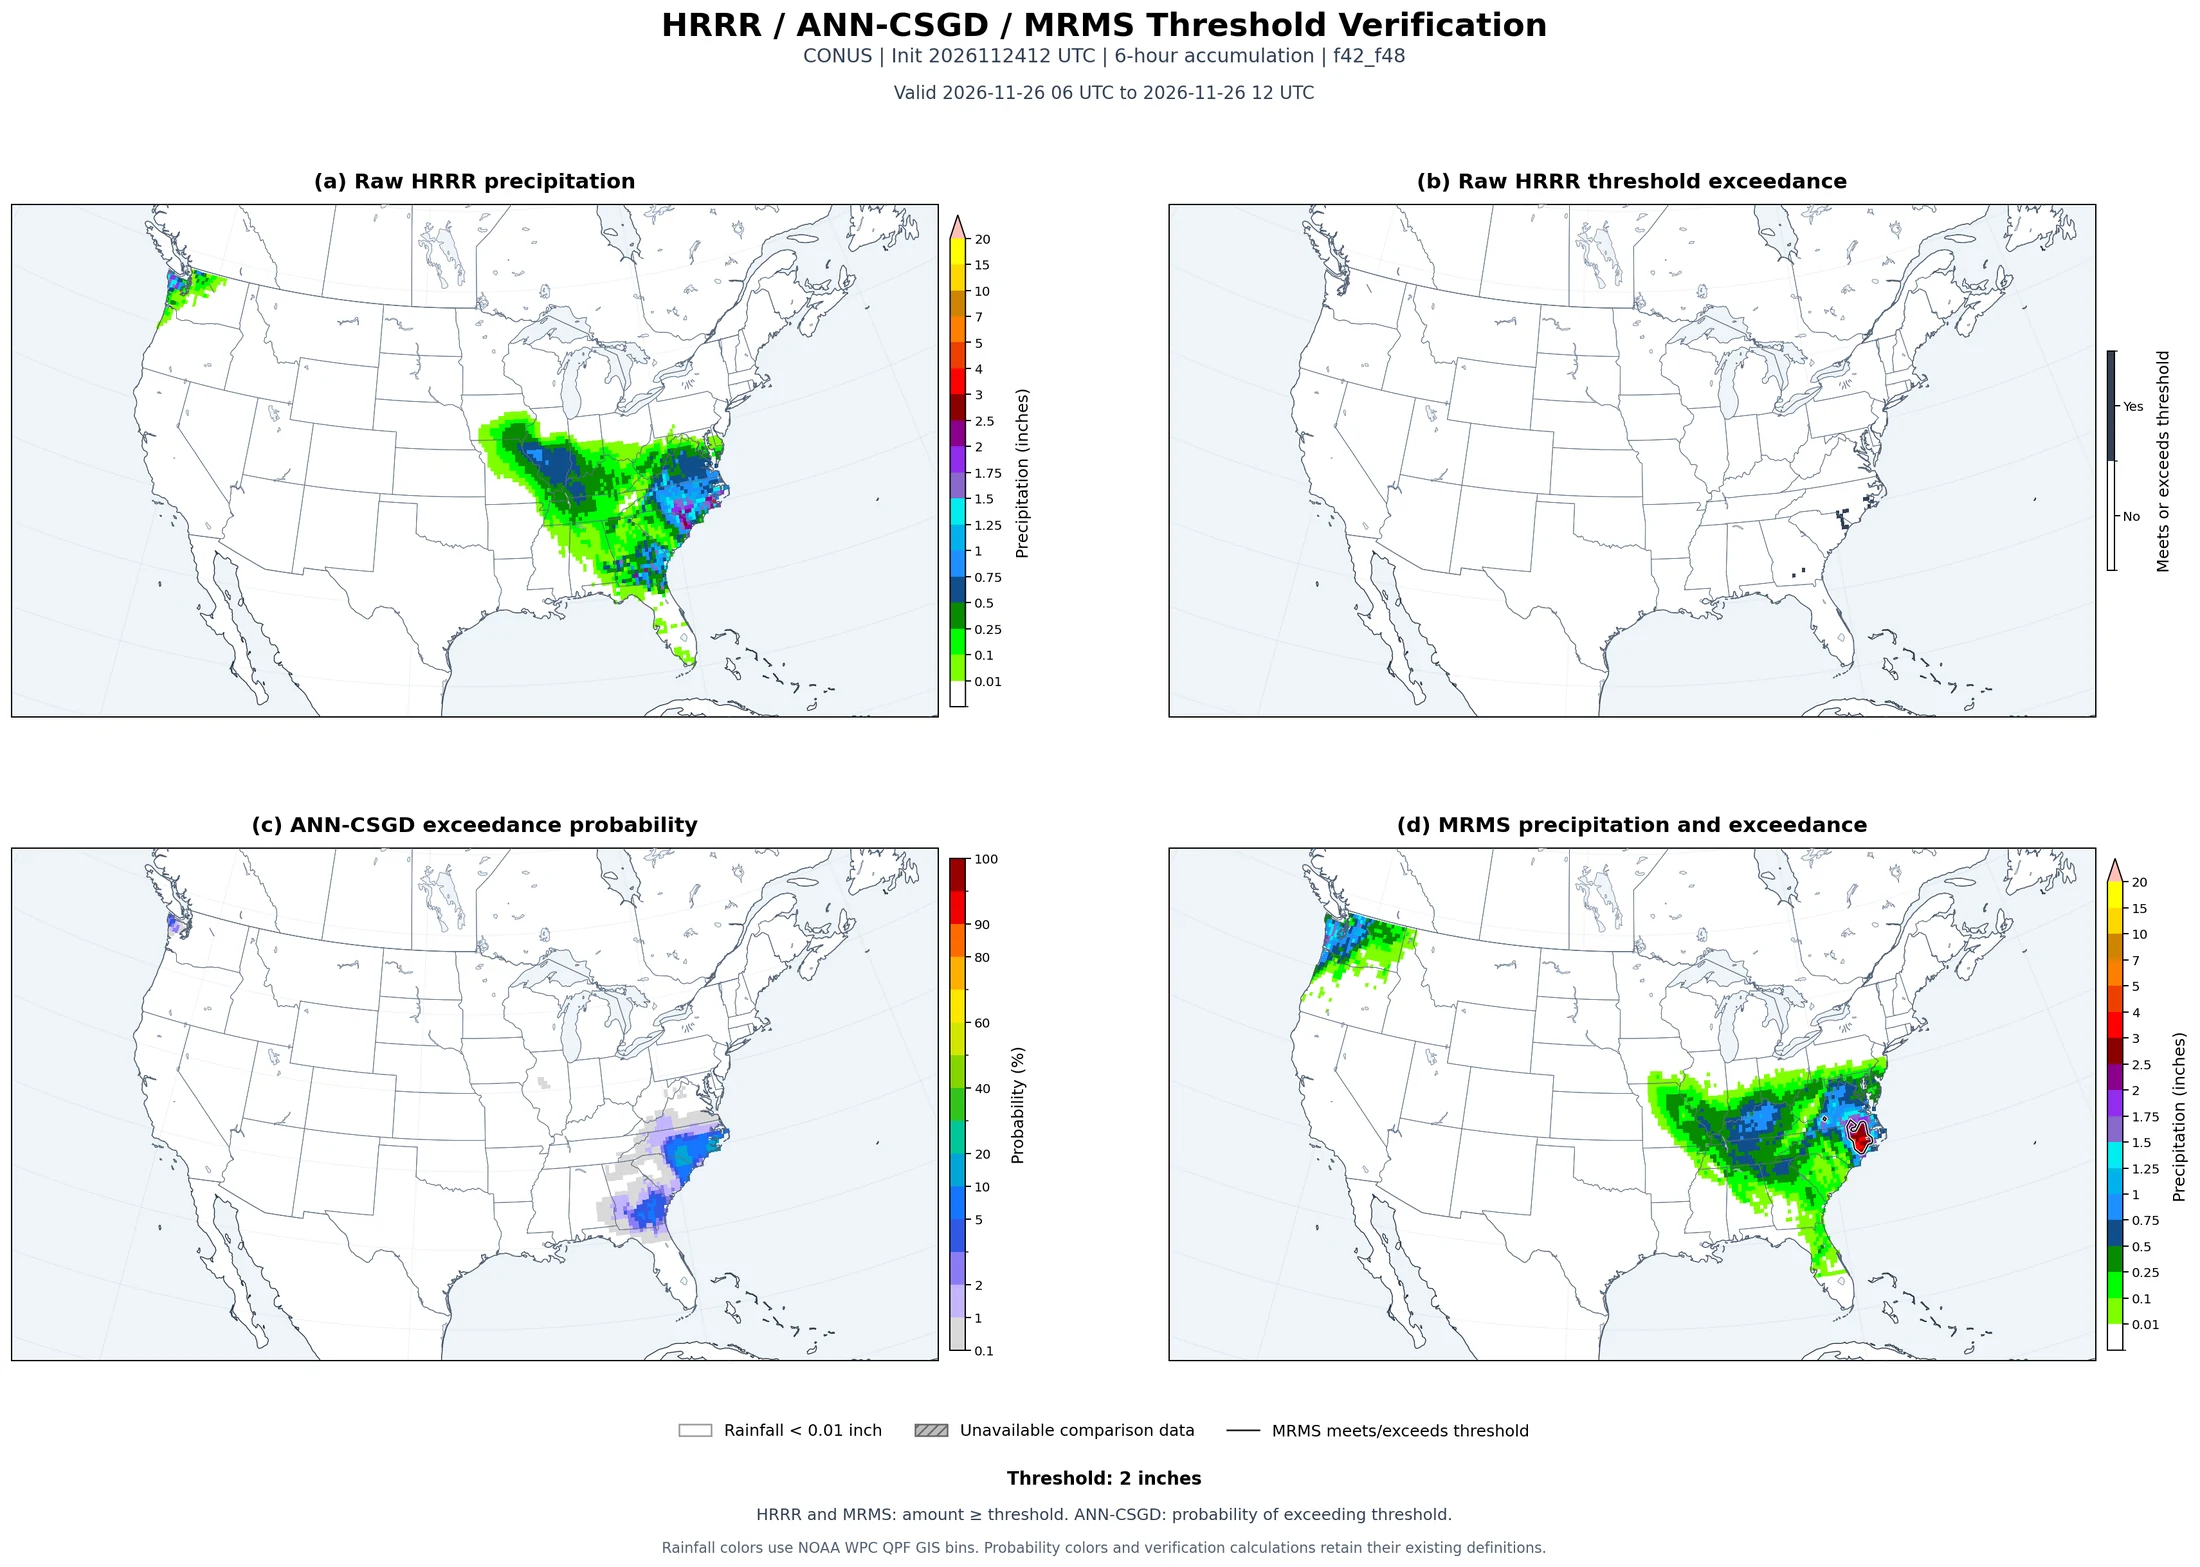 HRRR / ANN-CSGD / MRMS Threshold Verification
CONUS | Init 2026112412 UTC | 6-hour accumulation | f42_f48
Valid 2026-11-26 06 UTC to 2026-11-26 12 UTC
(a) Raw HRRR precipitation
20
15
10
7
5
4
3
2.5
2
1.75
1.5
1.25
1
0.75
0.5
0.25
0.1
0.01
Precipitation (inches)
(b) Raw HRRR threshold exceedance
Yes
No
Meets or exceeds threshold
(c) ANN-CSGD exceedance probability
100
90
80
60
40
20
10
5
2
1
0.1
Probability (%)
(d) MRMS precipitation and exceedance
20
15
10
7
5
4
3
2.5
2
1.75
1.5
1.25
1
0.75
0.5
0.25
0.1
0.01
Precipitation (inches)
Rainfall < 0.01 inch
Unavailable comparison data
MRMS meets/exceeds threshold
Threshold: 2 inches
HRRR and MRMS: amount ≥ threshold. ANN-CSGD: probability of exceeding threshold.
Rainfall colors use NOAA WPC QPF GIS bins. Probability colors and verification calculations retain their existing definitions.